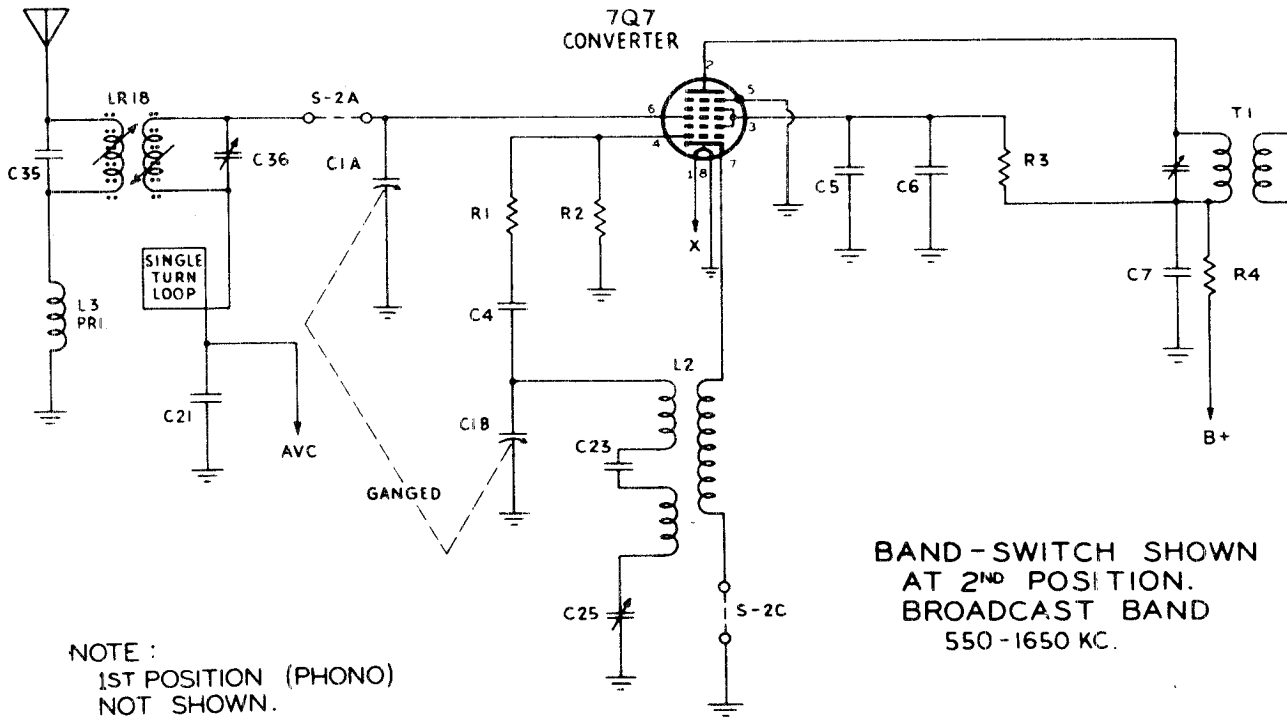 7Q7
CONVERTER
2
5
LR18
S-2A
6
3
4
T1
C35
C36
C1A
1
8
7
C5
C6
R3
R1
R2
X
SINGLE
TURN
LOOP
C7
R4
L3
PRI.
C4
L2
C21
AVC
C1B
C23
B+
GANGED
C25
S-2C
BAND-SWITCH SHOWN
AT 2ND POSITION.
BROADCAST BAND
550-1650 KC.
NOTE:
1ST POSITION (PHONO)
NOT SHOWN.